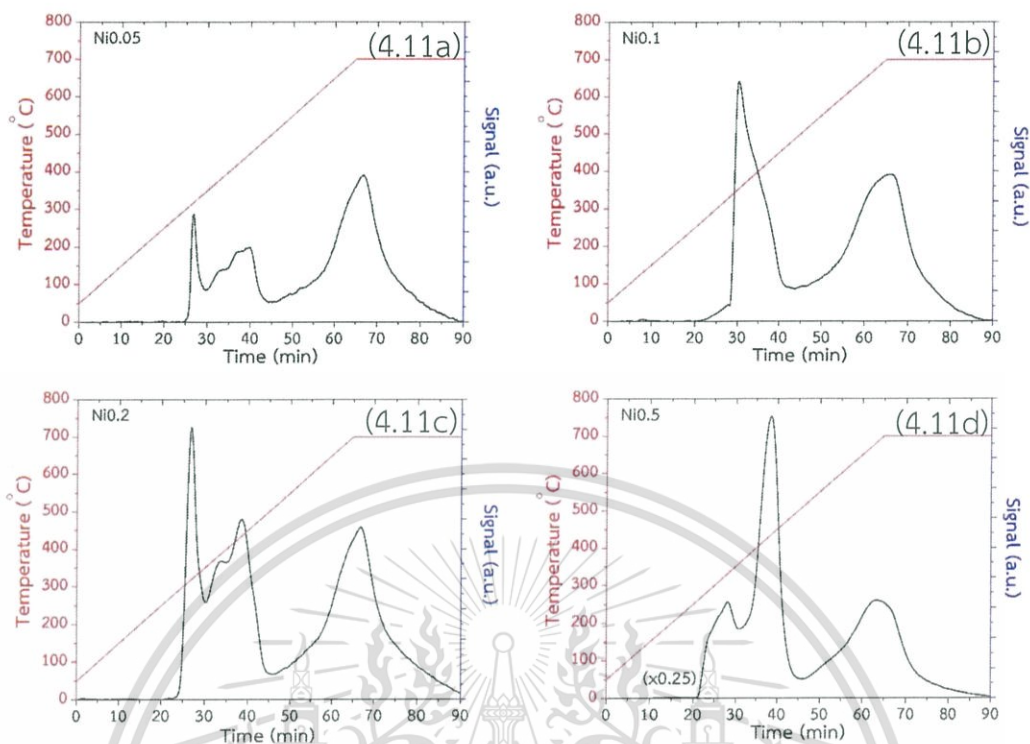 Ni0.05
(4.11a)
800
700
600
500
400
300
200
100
0
Temperature (°C)
Signal (a.u.)
0 10 20 30 40 50 60 70 80 90
Time (min)
Ni0.1
(4.11b)
800
700
600
500
400
300
200
100
0
Temperature (°C)
Signal (a.u.)
0 10 20 30 40 50 60 70 80 90
Time (min)
Ni0.2
(4.11c)
800
700
600
500
400
300
200
100
0
Temperature (°C)
Signal (a.u.)
0 10 20 30 40 50 60 70 80 90
Time (min)
Ni0.5
(4.11d)
800
700
600
500
400
300
200
100
0
Temperature (°C)
Signal (a.u.)
(x0.25)
0 10 20 30 40 50 60 70 80 90
Time (min)